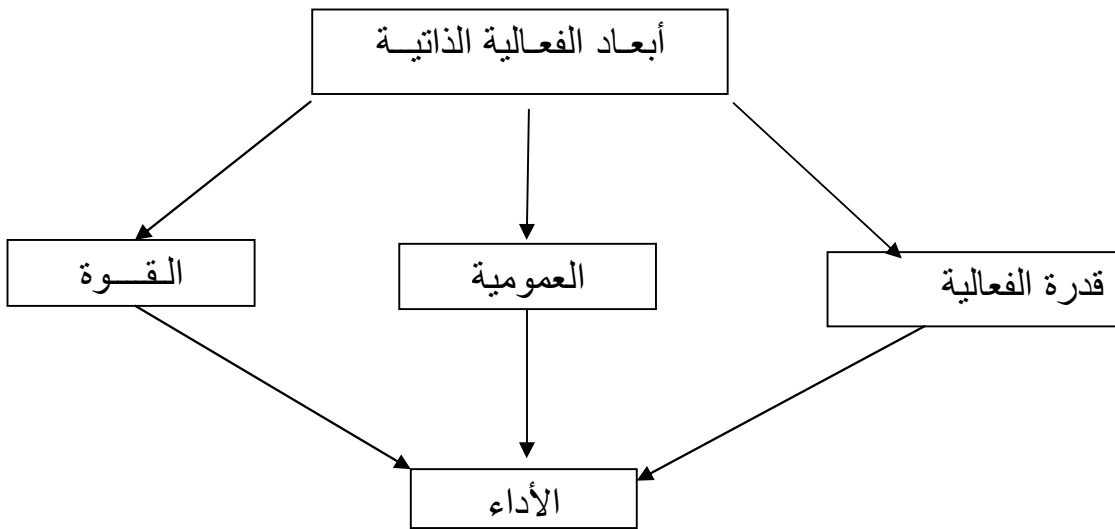 أبعاد الفعالية الذاتية
قدرة الفعالية
العمومية
القوة
الأداء